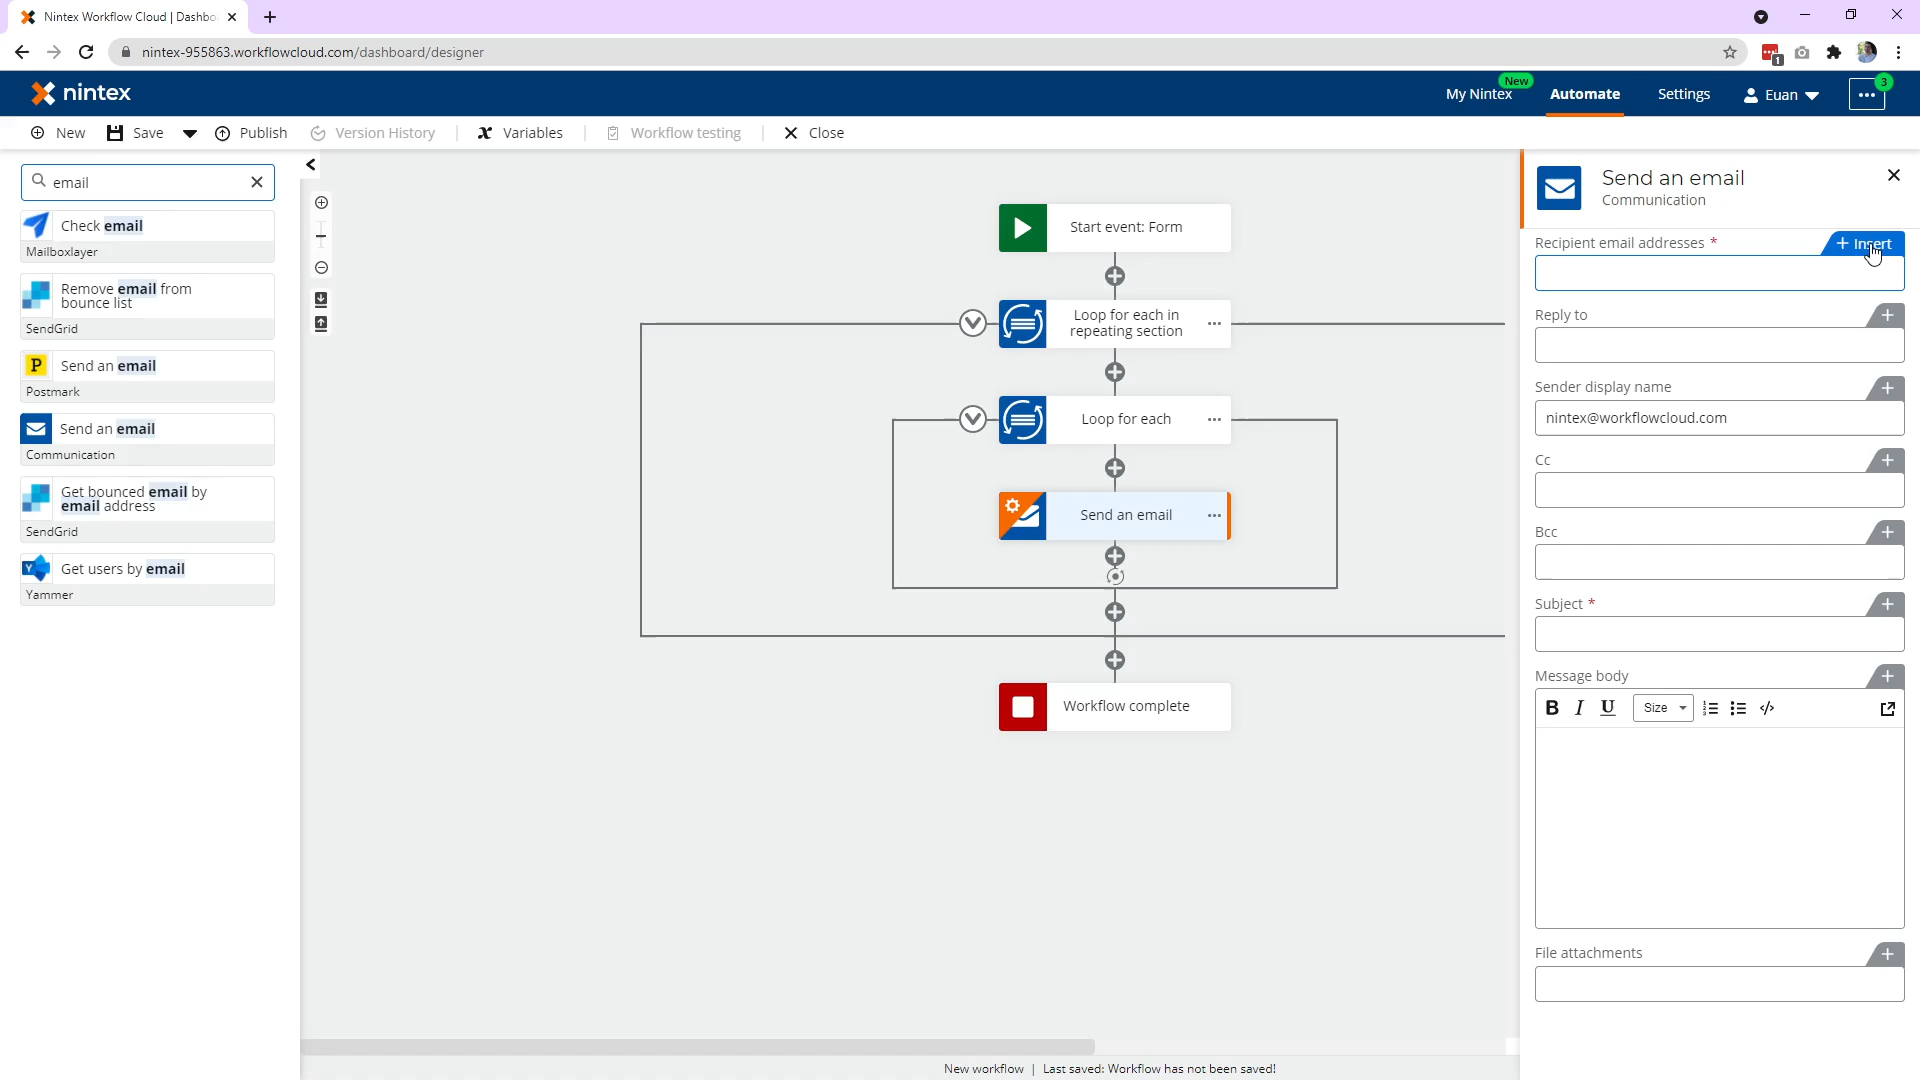 Nintex Workflow Cloud | Dashbo
nintex-955863.workflowcloud.com/dashboard/designer
1
nintex
My Nintex
New
Automate
Settings
Euan
3
New
Save
Publish
Version History
Variables
Workflow testing
Close
email
Check email
Mailboxlayer
Remove email from
bounce list
SendGrid
P
Send an email
Postmark
Send an email
Communication
Get bounced email by
email address
SendGrid
Y
Get users by email
Yammer
Start event: Form
Loop for each in
repeating section
Loop for each
Send an email
Workflow complete
New workflow | Last saved: Workflow has not been saved!
Send an email
Communication
Recipient email addresses *
+ Insert
Reply to
Sender display name
nintex@workflowcloud.com
Cc
Bcc
Subject *
Message body
B I U Size
File attachments